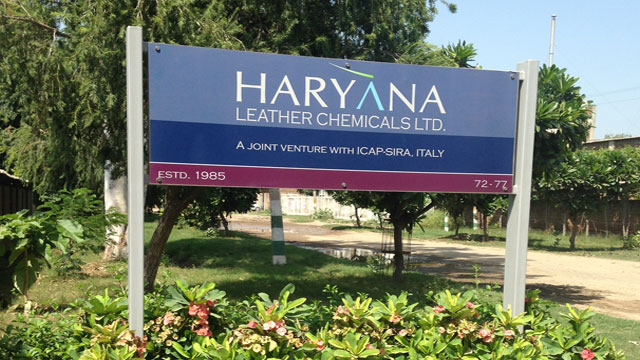 HARYANA
LEATHER CHEMICALS LTD.
A JOINT VENTURE WITH ICAP-SIRA, ITALY
ESTD. 1985
72-77